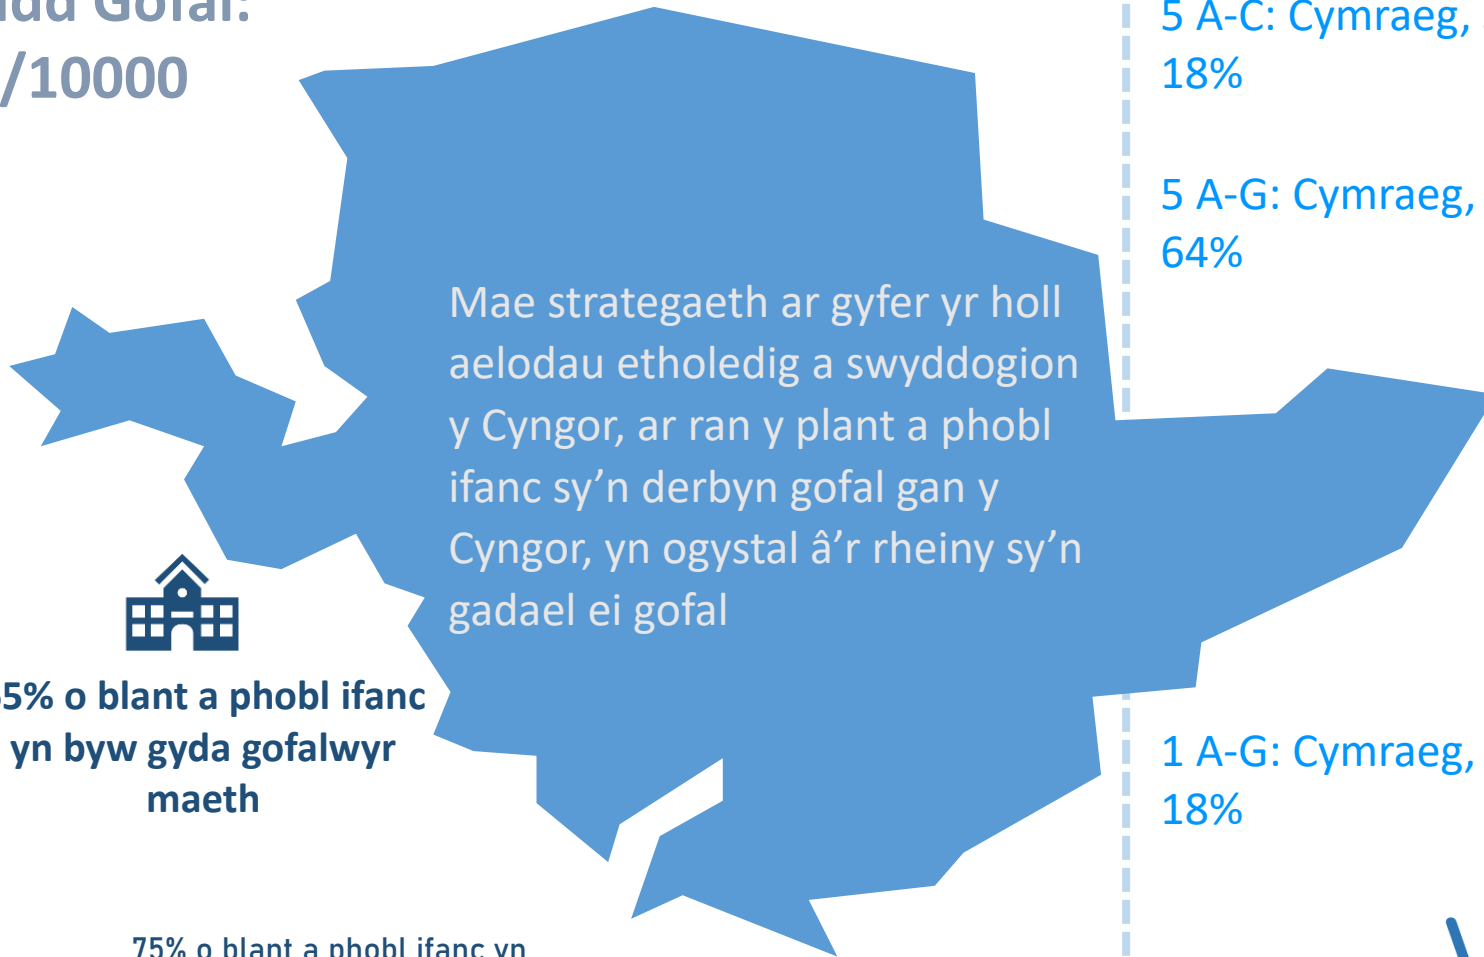 Gofal:
/10000
5 A-C: Cymraeg,
18%
5 A-G: Cymraeg,
64%
Mae strategaeth ar gyfer yr holl
aelodau etholedig a swyddogion
y Cyngor, ar ran y plant a phobl
ifanc sy’n derbyn gofal gan y
Cyngor, yn ogystal â’r rheiny sy’n
gadael ei gofal
5% o blant a phobl ifanc
yn byw gyda gofalwyr
maeth
1 A-G: Cymraeg,
18%
75% o blant a phobl ifanc yn